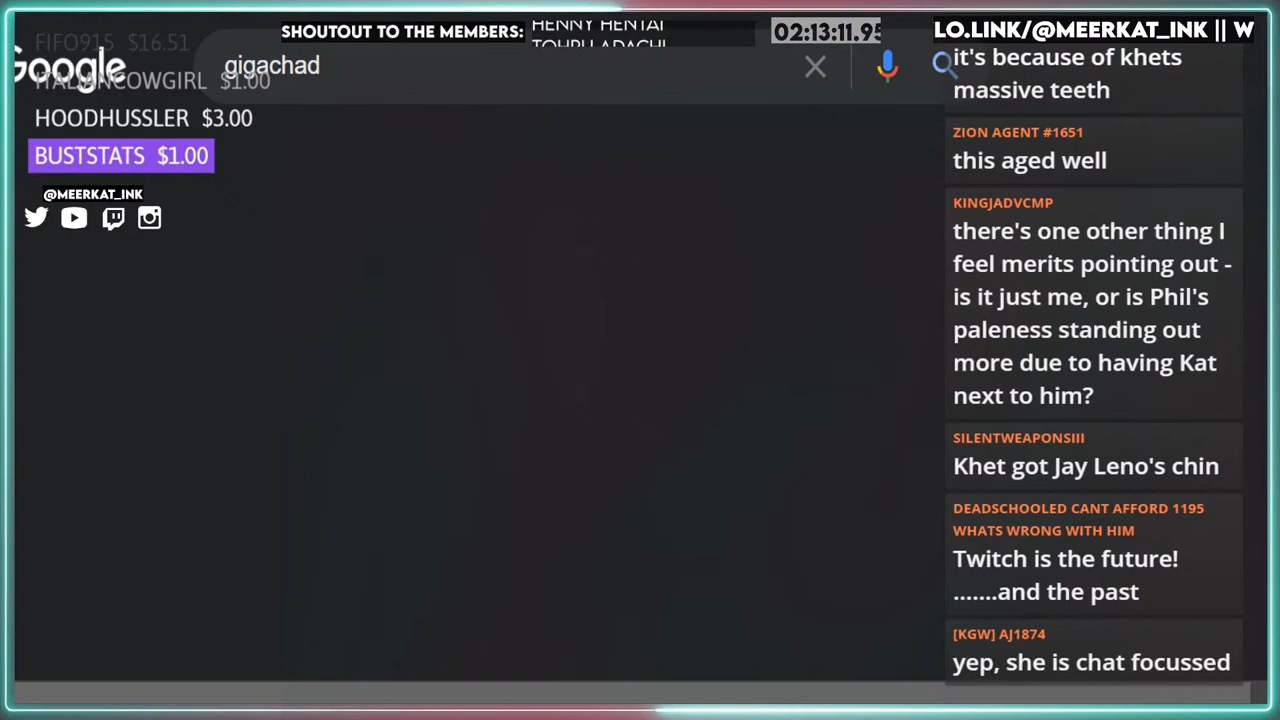 SHOUTOUT TO THE MEMBERS:
HENNY HENTAI
TOHRU ADACHI
02:13:11.95
LO.LINK/@MEERKAT_INK || W
FIFO915 $16.51
Google
gigachad
ITALIANCOWGIRL $1.00
HOODHUSSLER $3.00
BUSTSTATS $1.00
@MEERKAT_INK
it's because of khets
massive teeth
ZION AGENT #1651
this aged well
KINGJADVCMP
there's one other thing I
feel merits pointing out -
is it just me, or is Phil's
paleness standing out
more due to having Kat
next to him?
SILENTWEAPONSIII
Khet got Jay Leno's chin
DEADSCHOOLED CANT AFFORD 1195
WHATS WRONG WITH HIM
Twitch is the future!
.......and the past
[KGW] AJ1874
yep, she is chat focussed